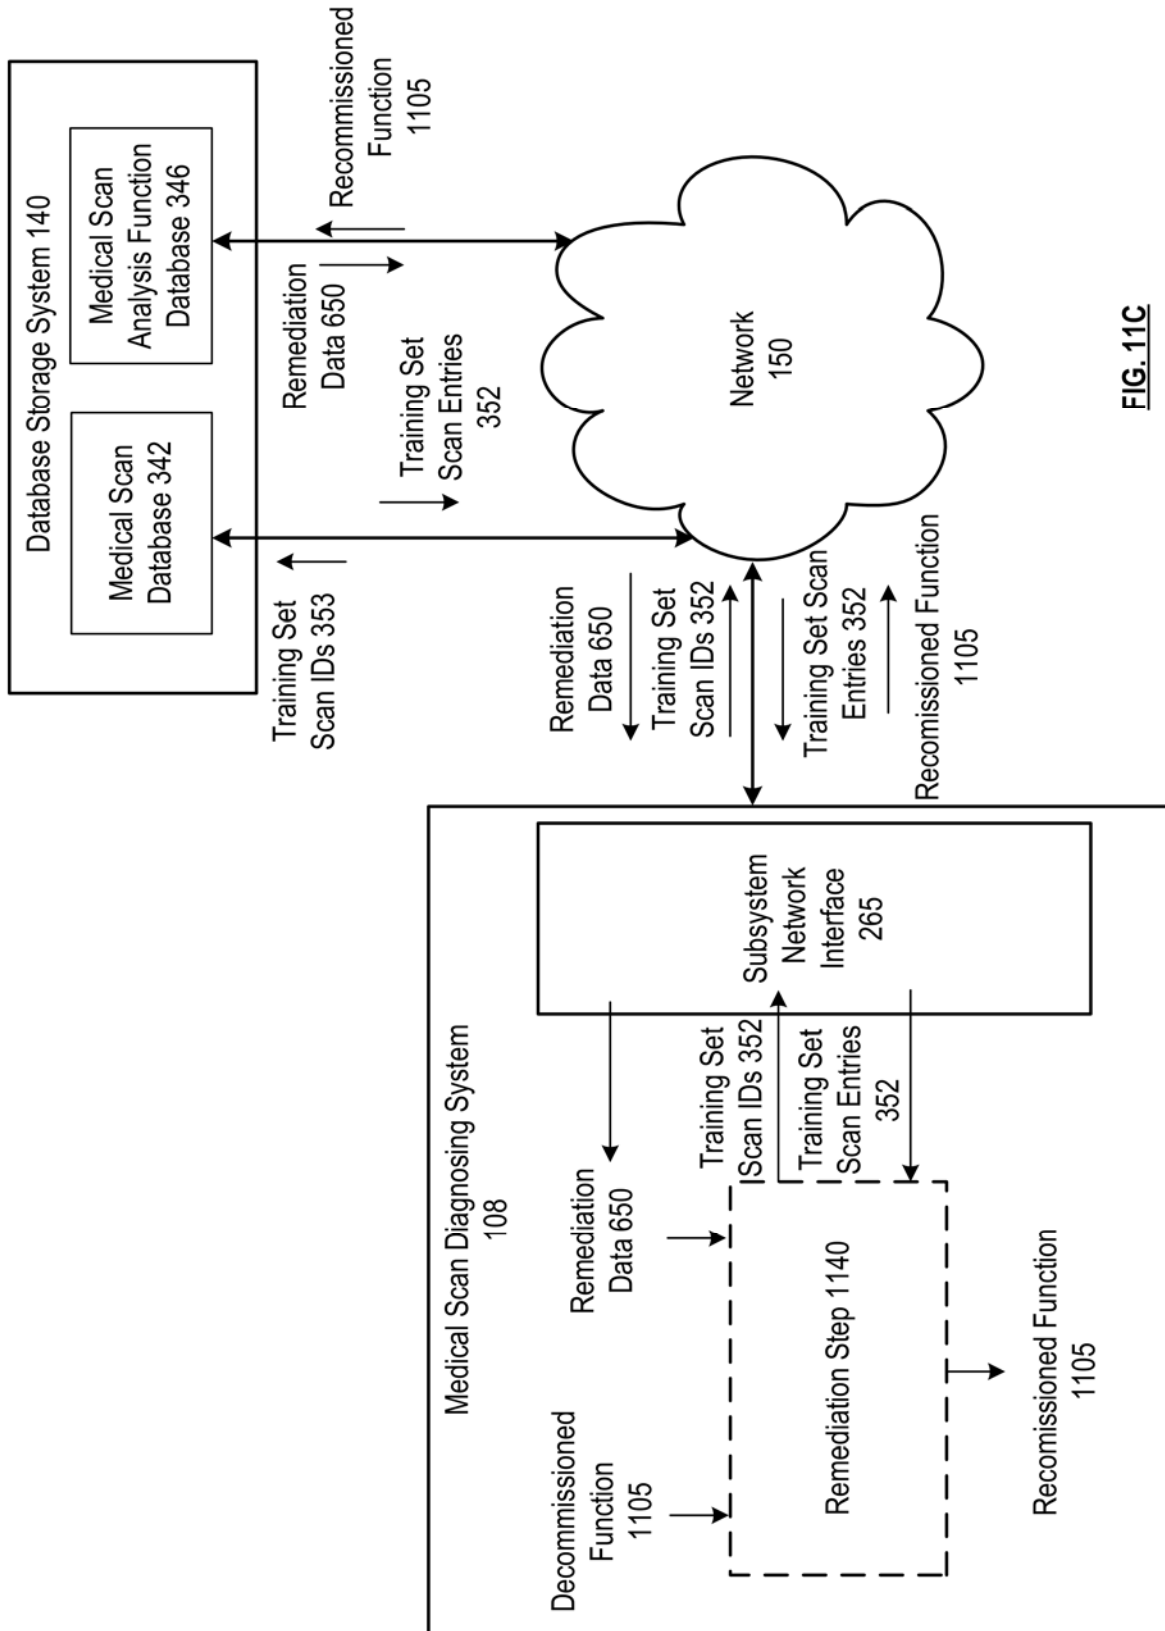 Database Storage System 140
Medical Scan
Database 342
Medical Scan
Analysis Function
Database 346
Training Set
Scan IDs 353
Training Set
Scan Entries
352
Remediation
Data 650
Recommissioned
Function
1105
Network
150
Remediation
Data 650
Training Set
Scan IDs 352
Training Set Scan
Entries 352
Recomissioned Function
1105
Medical Scan Diagnosing System
108
Subsystem
Network
Interface
265
Remediation
Data 650
Training Set
Scan IDs 352
Training Set
Scan Entries
352
Decommissioned
Function
1105
Remediation Step 1140
Recomissioned Function
1105
FIG. 11C